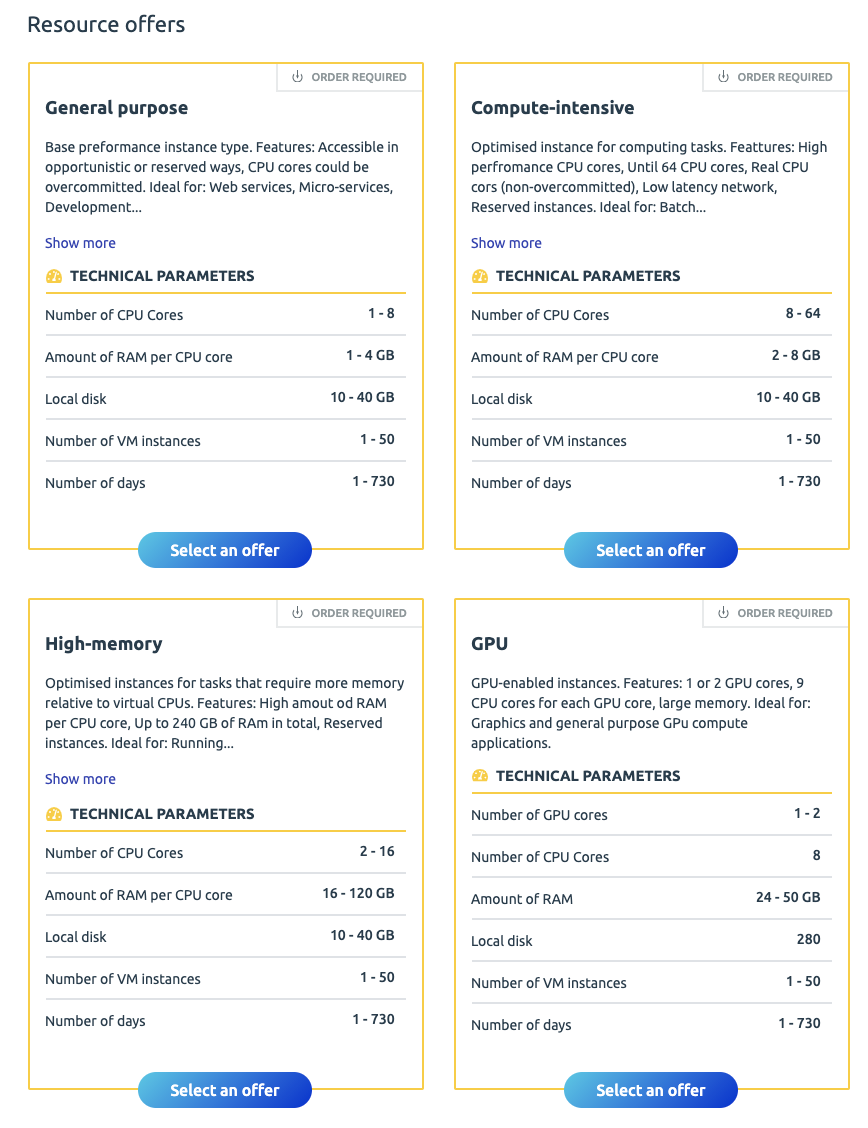 Resource offers
ORDER REQUIRED
General purpose
Base preformance instance type. Features: Accessible in
opportunistic or reserved ways, CPU cores could be
overcommitted. Ideal for: Web services, Micro-services,
Development...
Show more
TECHNICAL PARAMETERS
Number of CPU Cores 1 - 8
Amount of RAM per CPU core 1 - 4 GB
Local disk 10 - 40 GB
Number of VM instances 1 - 50
Number of days 1 - 730
Select an offer
ORDER REQUIRED
Compute-intensive
Optimised instance for computing tasks. Feattures: High
perfromance CPU cores, Until 64 CPU cores, Real CPU
cors (non-overcommitted), Low latency network,
Reserved instances. Ideal for: Batch...
Show more
TECHNICAL PARAMETERS
Number of CPU Cores 8 - 64
Amount of RAM per CPU core 2 - 8 GB
Local disk 10 - 40 GB
Number of VM instances 1 - 50
Number of days 1 - 730
Select an offer
ORDER REQUIRED
High-memory
Optimised instances for tasks that require more memory
relative to virtual CPUs. Features: High amout od RAM
per CPU core, Up to 240 GB of RAm in total, Reserved
instances. Ideal for: Running...
Show more
TECHNICAL PARAMETERS
Number of CPU Cores 2 - 16
Amount of RAM per CPU core 16 - 120 GB
Local disk 10 - 40 GB
Number of VM instances 1 - 50
Number of days 1 - 730
Select an offer
ORDER REQUIRED
GPU
GPU-enabled instances. Features: 1 or 2 GPU cores, 9
CPU cores for each GPU core, large memory. Ideal for:
Graphics and general purpose GPu compute
applications.
TECHNICAL PARAMETERS
Number of GPU cores 1 - 2
Number of CPU Cores 8
Amount of RAM 24 - 50 GB
Local disk 280
Number of VM instances 1 - 50
Number of days 1 - 730
Select an offer